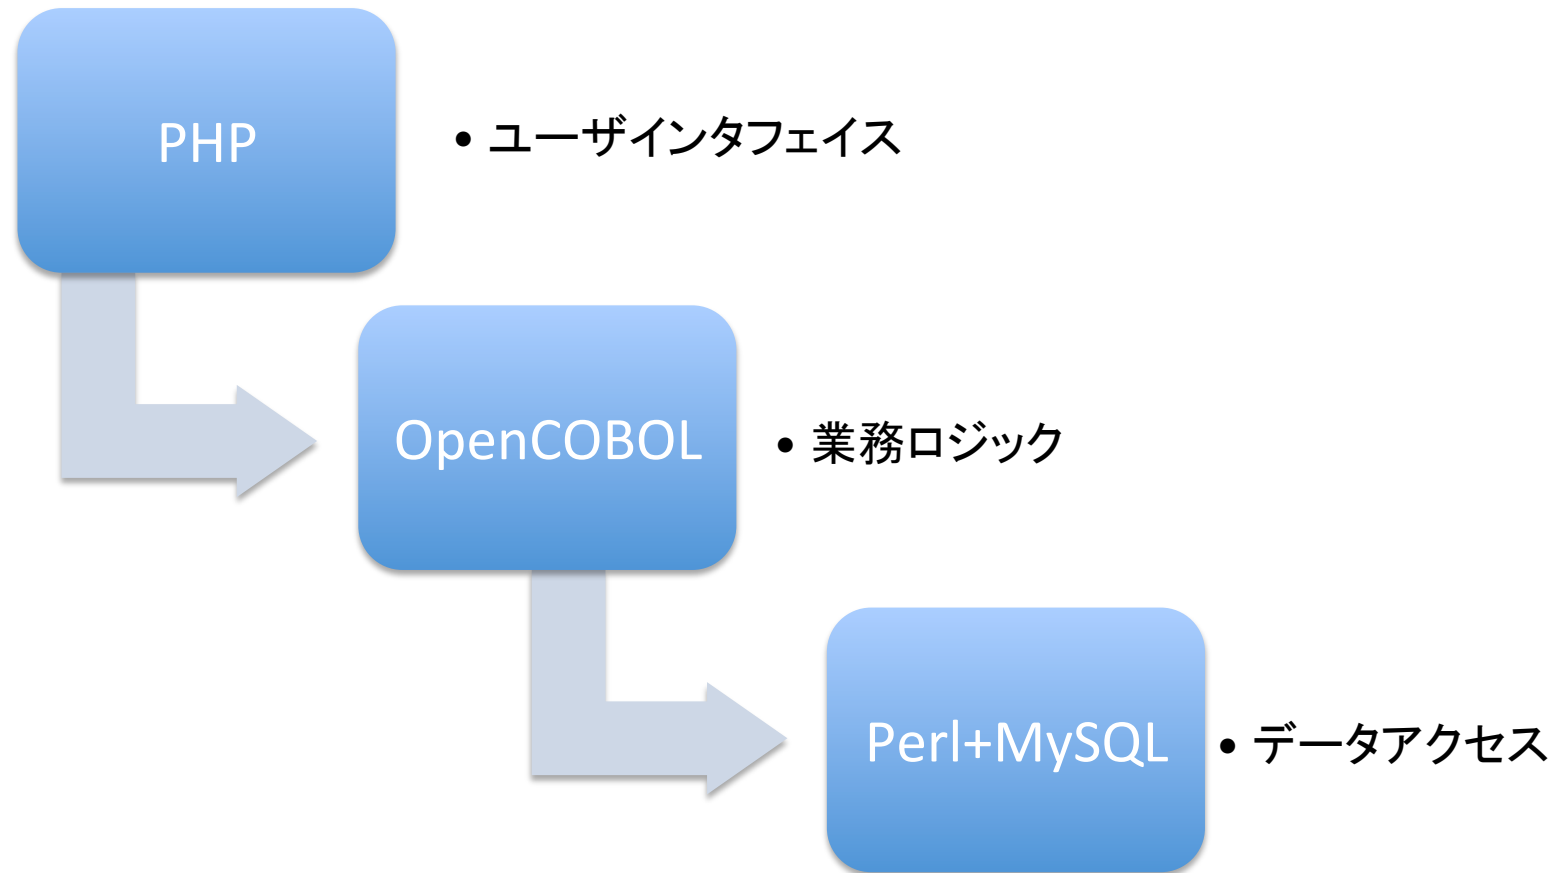 PHP
• ユーザインタフェイス
OpenCOBOL
• 業務ロジック
Perl+MySQL
• データアクセス